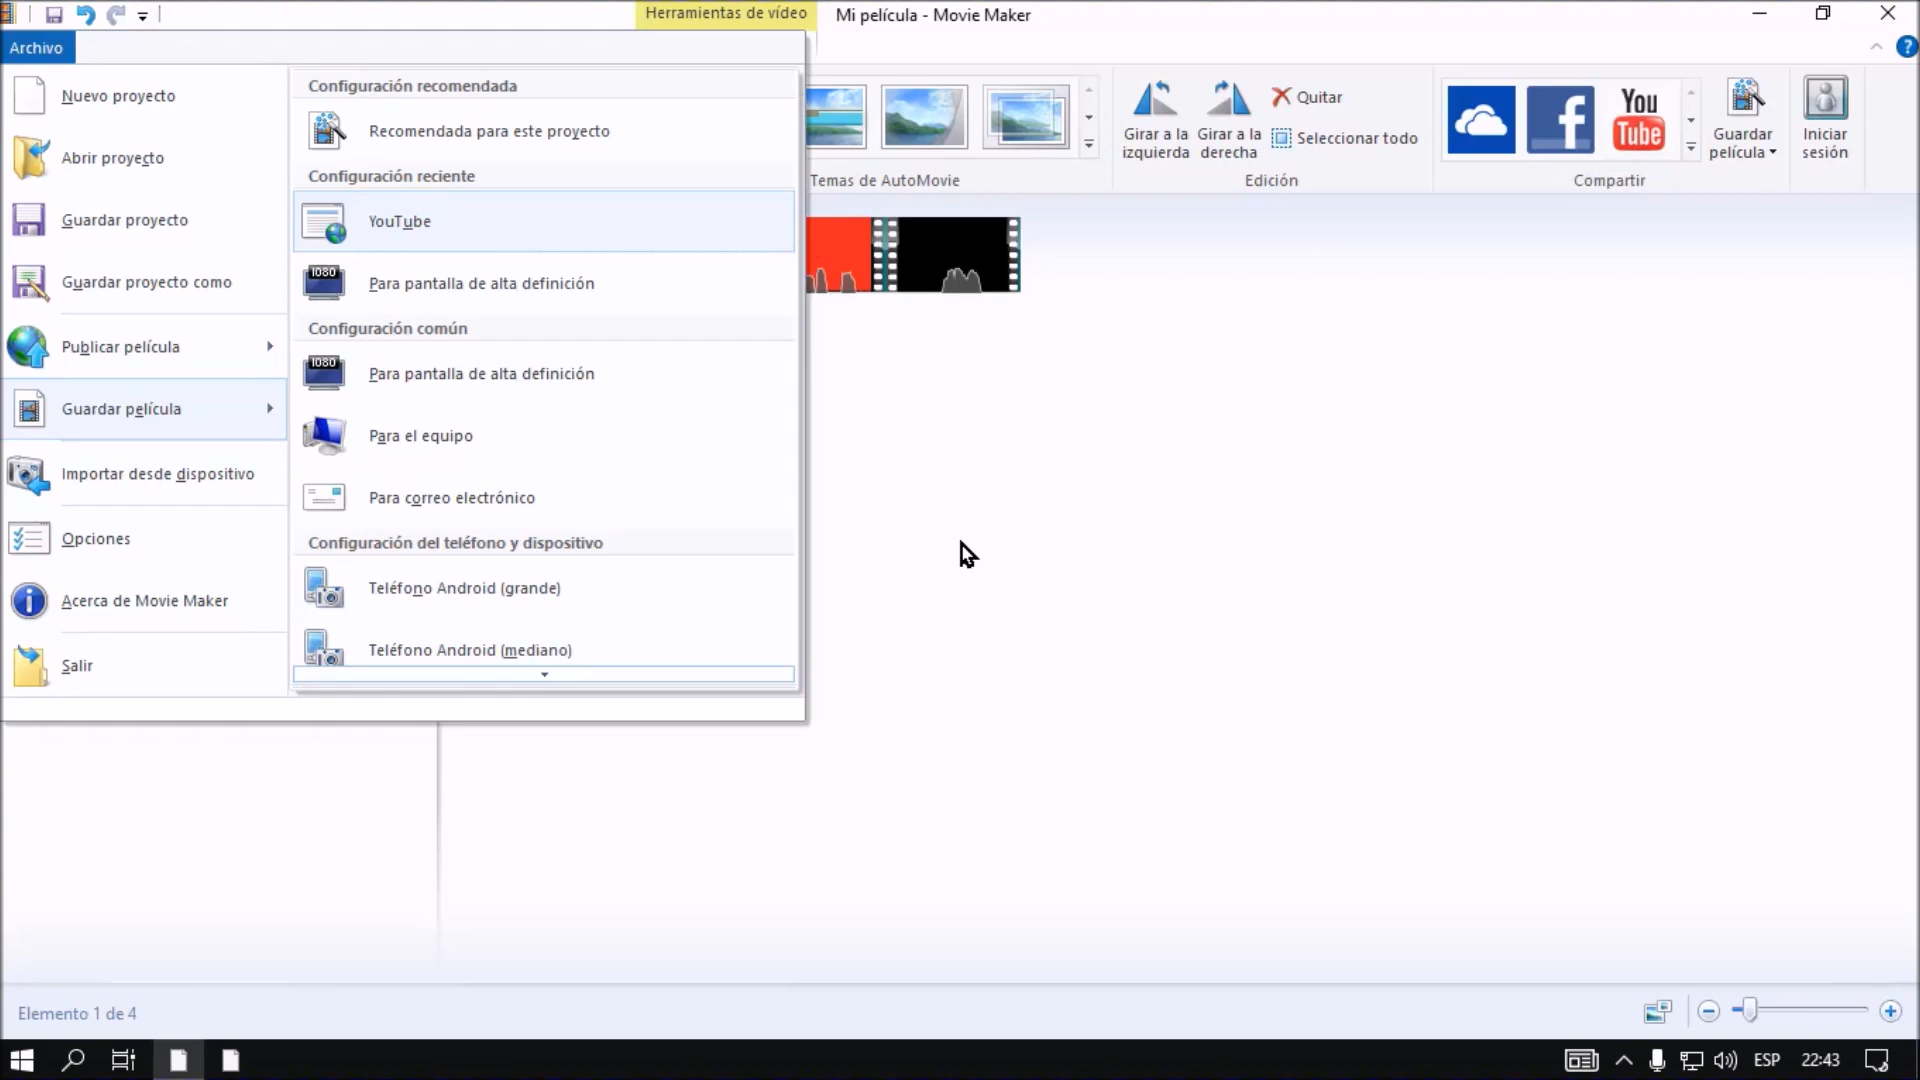 Herramientas de vídeo
Mi película - Movie Maker
Archivo
Nuevo proyecto
Abrir proyecto
Guardar proyecto
Guardar proyecto como
Publicar película
Guardar película
Importar desde dispositivo
Opciones
Acerca de Movie Maker
Salir
Configuración recomendada
Recomendada para este proyecto
Configuración reciente
YouTube
1080
Para pantalla de alta definición
Configuración común
1080
Para pantalla de alta definición
Para el equipo
Para correo electrónico
Configuración del teléfono y dispositivo
Teléfono Android (grande)
Teléfono Android (mediano)
Temas de AutoMovie
Girar a la
izquierda
Girar a la
derecha
Quitar
Seleccionar todo
Edición
f
You
Tube
Compartir
Guardar
película
Iniciar
sesión
?
Elemento 1 de 4
ESP
22:43